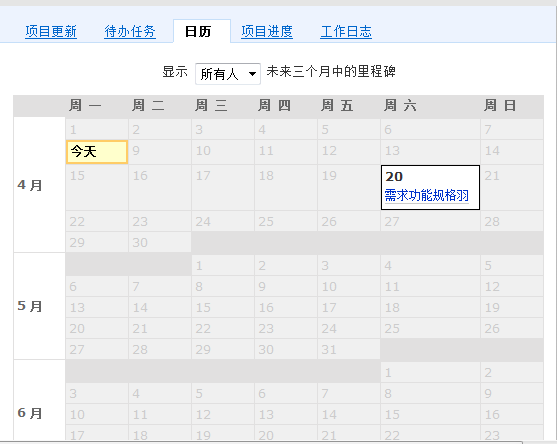 项目更新 待办任务 日历 项目进度 工作日志
显示 所有人 未来三个月中的里程碑
周 一 周 二 周 三 周 四 周 五 周 六 周 日
1 2 3 4 5 6 7
今天 9 10 11 12 13 14
4 月 15 16 17 18 19 20 21
需求功能规格羽
22 23 24 25 26 27 28
29 30
1 2 3 4 5
5 月 6 7 8 9 10 11 12
13 14 15 16 17 18 19
20 21 22 23 24 25 26
27 28 29 30 31
1 2
3 4 5 6 7 8 9
6 月 10 11 12 13 14 15 16
17 18 19 20 21 22 23